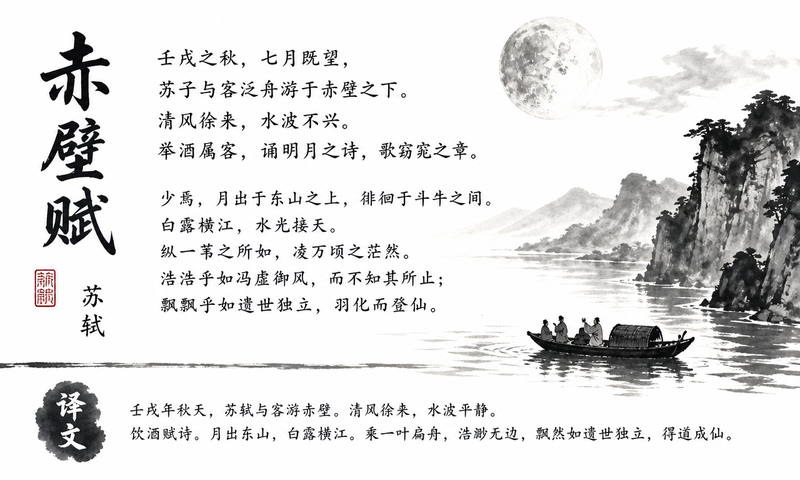 赤壁赋
苏轼
壬戌之秋，七月既望，
苏子与客泛舟游于赤壁之下。
清风徐来，水波不兴。
举酒属客，诵明月之诗，歌窈窕之章。
少焉，月出于东山之上，徘徊于斗牛之间。
白露横江，水光接天。
纵一苇之所如，凌万顷之茫然。
浩浩乎如冯虚御风，而不知其所止；
飘飘乎如遗世独立，羽化而登仙。
译文
壬戌年秋天，苏轼与客游赤壁。清风徐来，水波平静。
饮酒赋诗。月出东山，白露横江。乘一叶扁舟，浩渺无边，飘然如遗世独立，得道成仙。